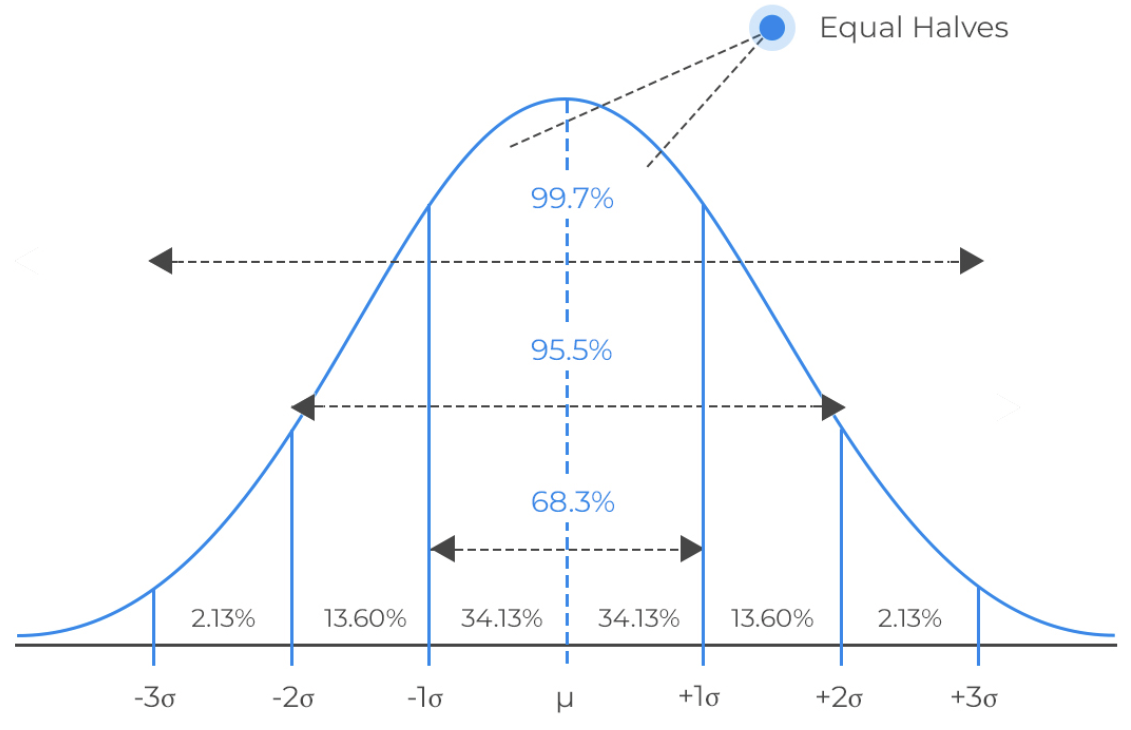 Equal Halves
99.7%
95.5%
68.3%
2.13% 13.60% 34.13% 34.13% 13.60% 2.13%
-3σ -2σ -1σ μ +1σ +2σ +3σ